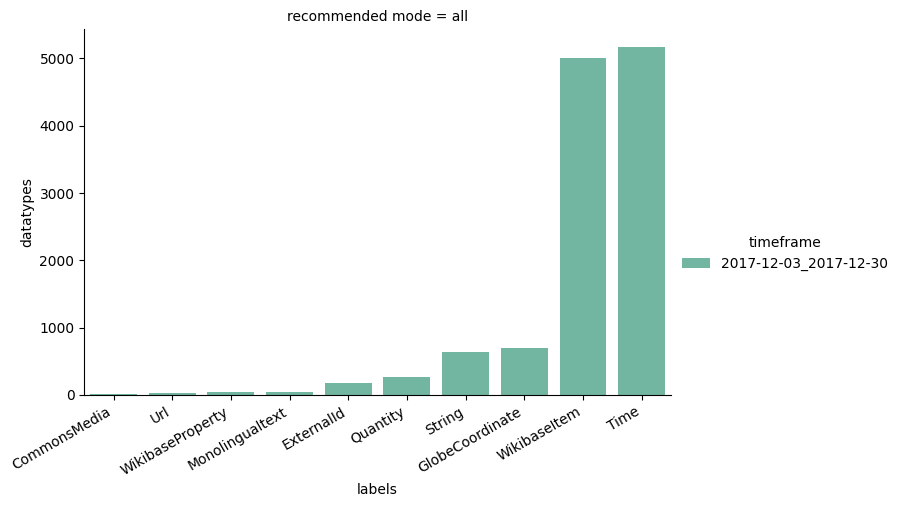 recommended mode = all
datatypes
5000
4000
3000
2000
1000
0
CommonsMedia
Url
WikibaseProperty
Monolingualtext
ExternalId
Quantity
String
GlobeCoordinate
WikibaseItem
Time
labels
timeframe
2017-12-03_2017-12-30